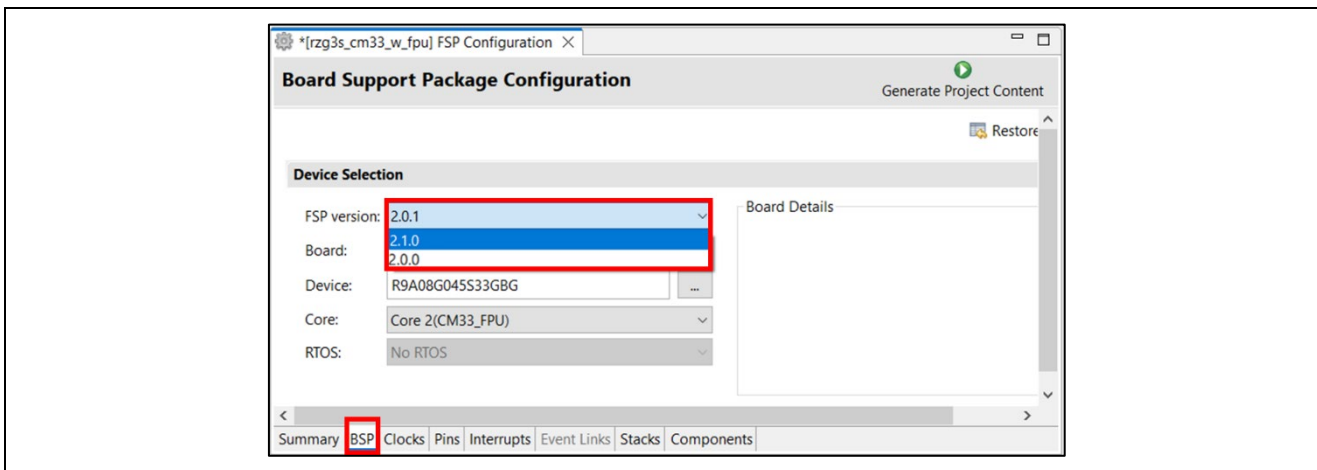 *[rzg3s_cm33_w_fpu] FSP Configuration
Board Support Package Configuration
Generate Project Content
Restore
Device Selection
FSP version: 2.0.1
Board Details
2.1.0
Board:
2.0.0
Device: R9A08G045S33GBG ...
Core: Core 2(CM33_FPU)
RTOS: No RTOS
Summary BSP Clocks Pins Interrupts Event Links Stacks Components